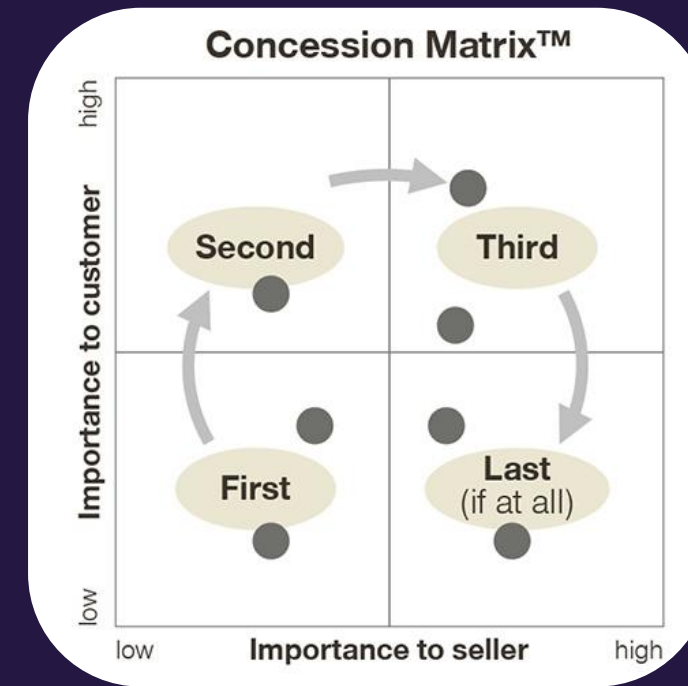 Concession Matrix™
high
Importance to customer
low
Second
Third
First
Last
(if at all)
low
Importance to seller
high